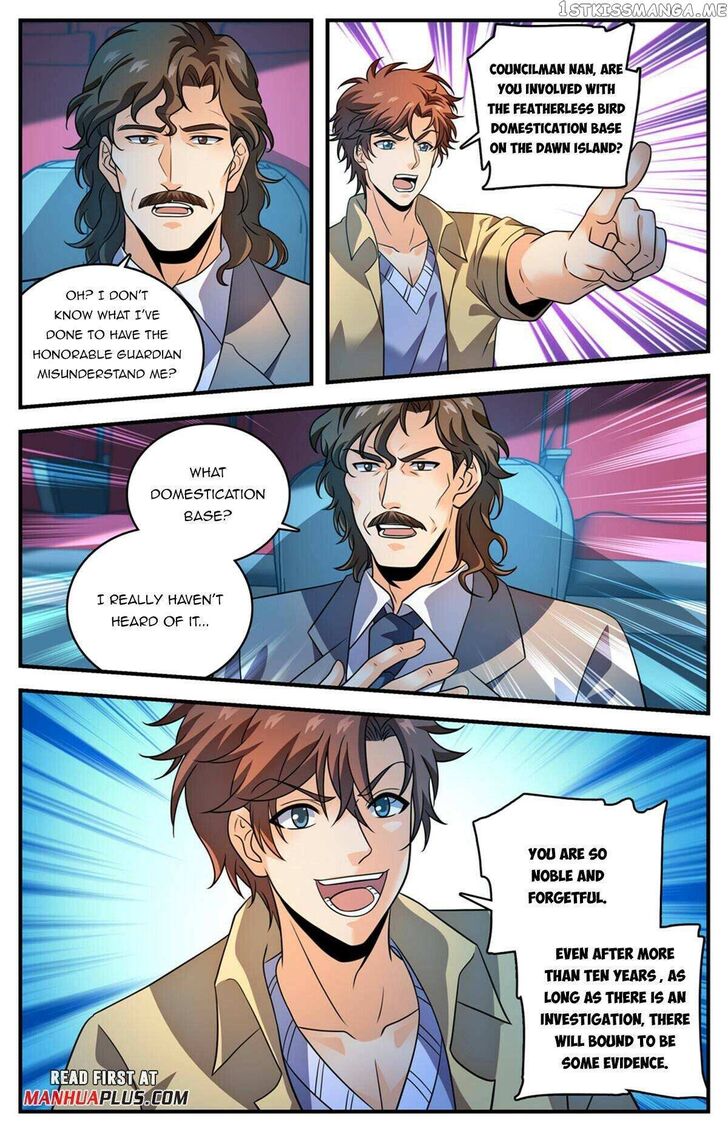 1STKISSMANGA.ME
OH? I DON'T
KNOW WHAT I'VE
DONE TO HAVE THE
HONORABLE GUARDIAN
MISUNDERSTAND ME?
COUNCILMAN NAN, ARE
YOU INVOLVED WITH
THE FEATHERLESS BIRD
DOMESTICATION BASE
ON THE DAWN ISLAND?
WHAT
DOMESTICATION
BASE?
I REALLY HAVEN'T
HEARD OF IT...
YOU ARE SO
NOBLE AND
FORGETFUL.
EVEN AFTER MORE
THAN TEN YEARS , AS
LONG AS THERE IS AN
INVESTIGATION, THERE
WILL BOUND TO BE
SOME EVIDENCE.
READ FIRST AT
MANHUAPLUS.COM